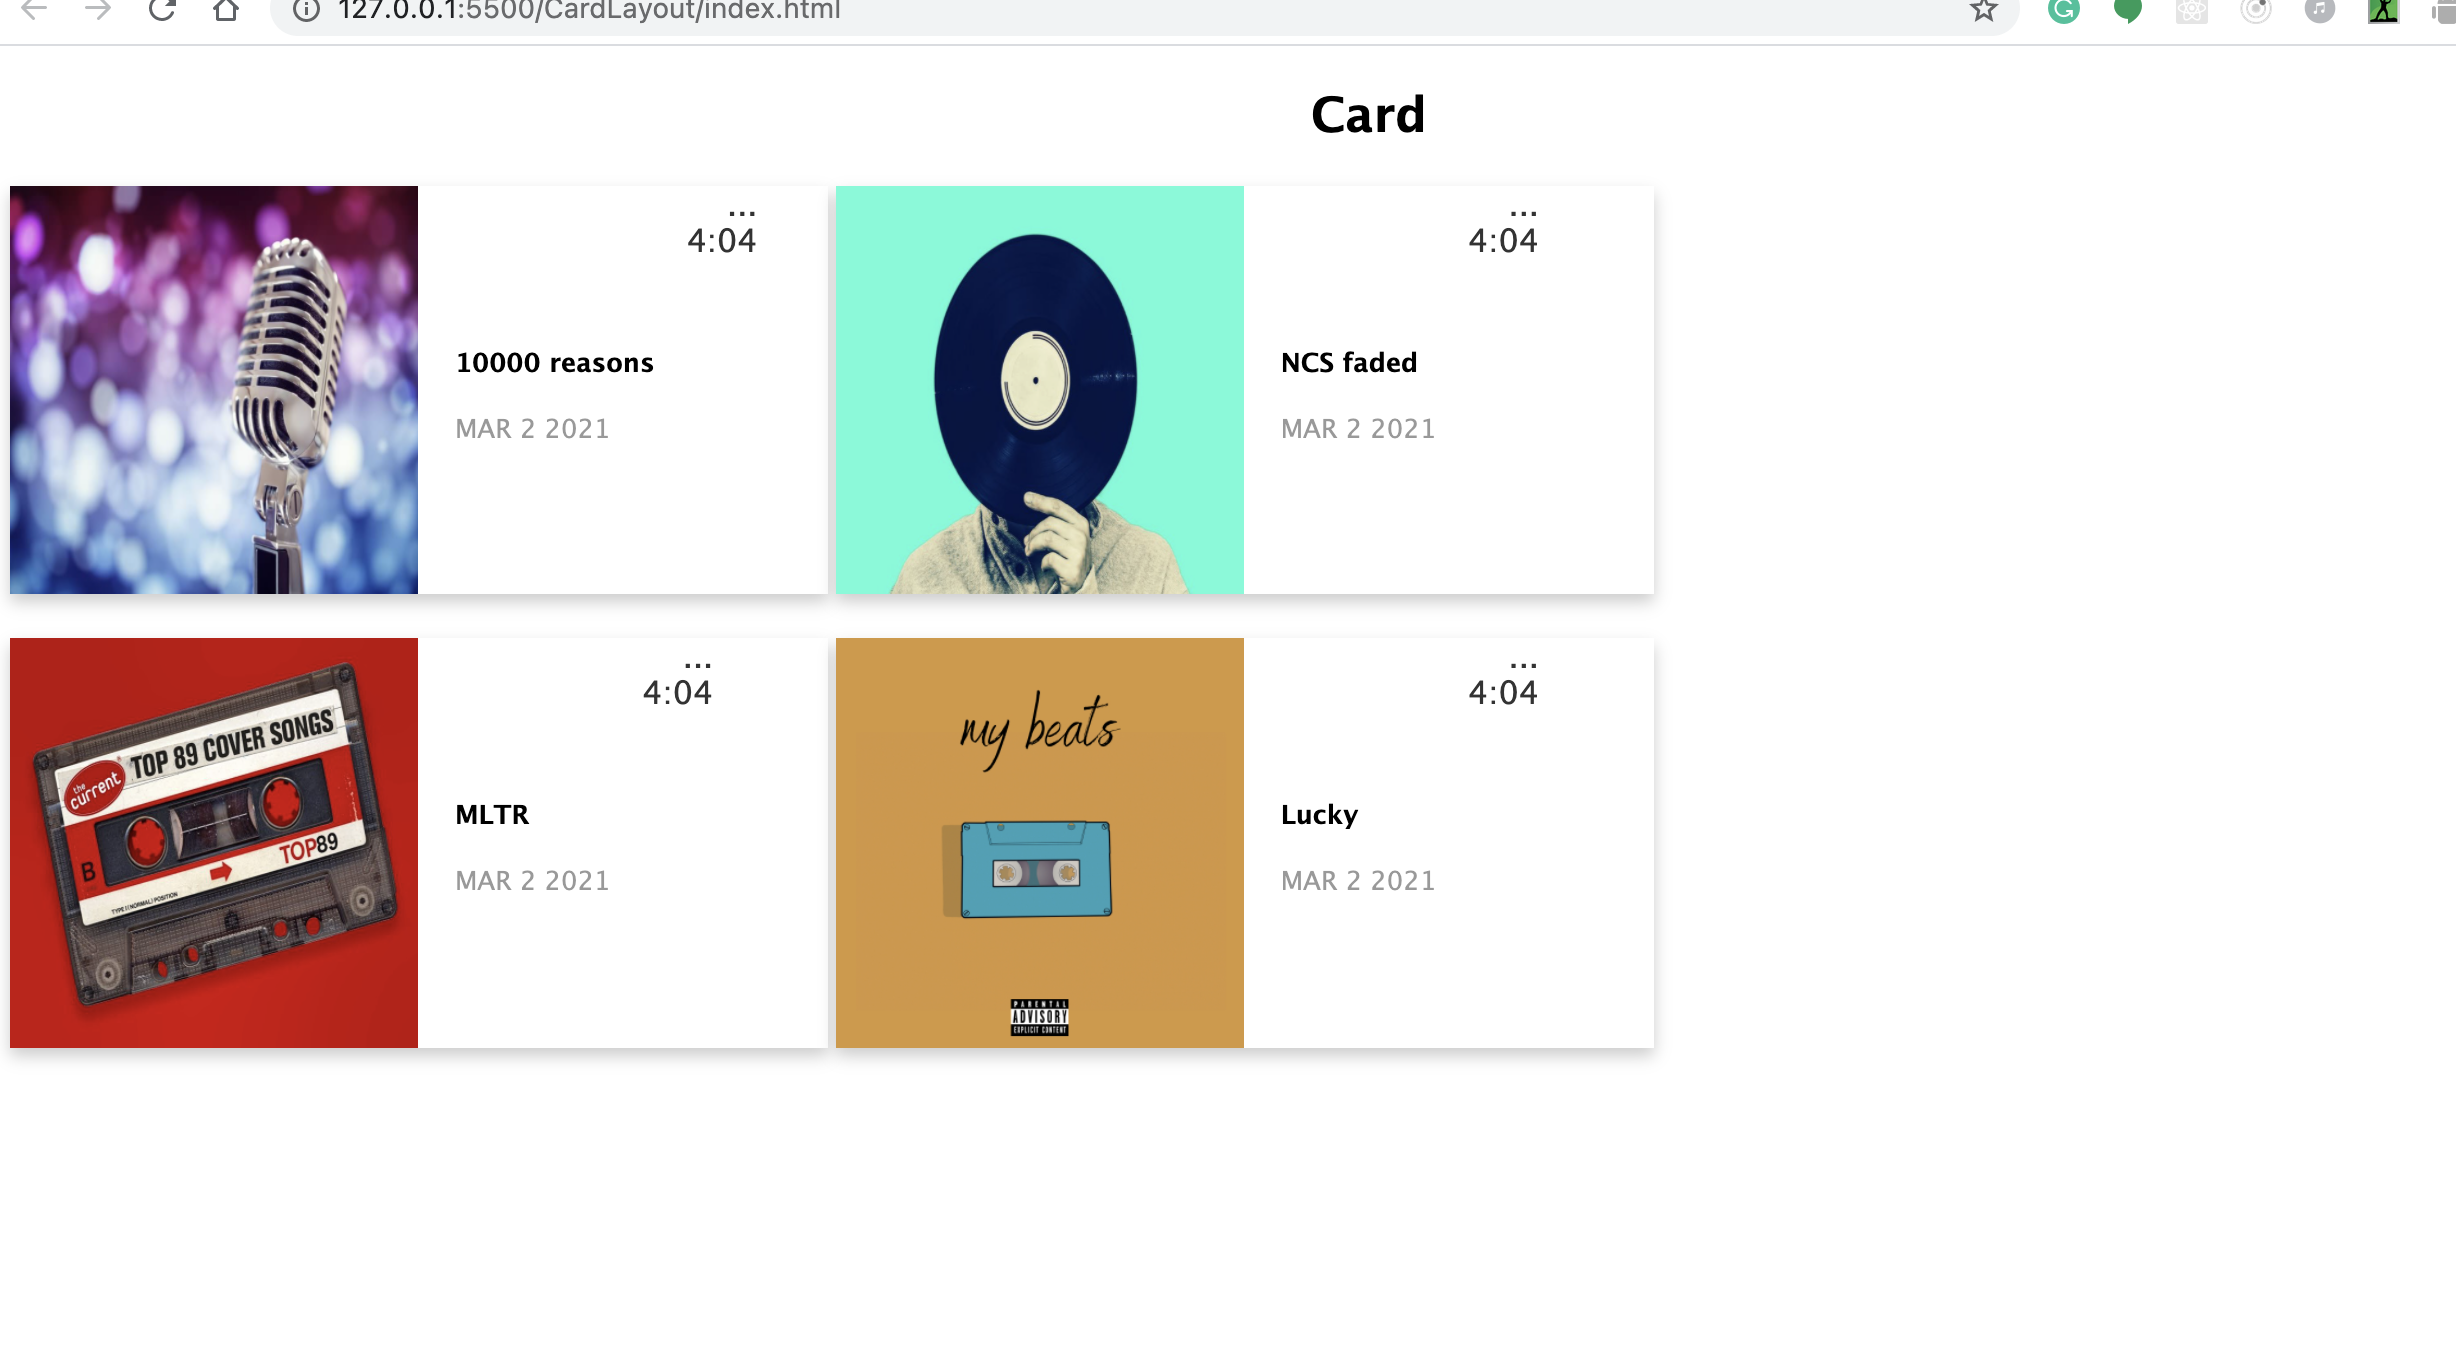 127.0.0.1:5500/CardLayout/index.html
Card
...
4:04
10000 reasons
MAR 2 2021
...
4:04
NCS faded
MAR 2 2021
the current
TOP 89 COVER SONGS
B
TOP89
TYPE I (NORMAL) POSITION
...
4:04
MLTR
MAR 2 2021
my beats
PARENTAL
ADVISORY
EXPLICIT CONTENT
...
4:04
Lucky
MAR 2 2021